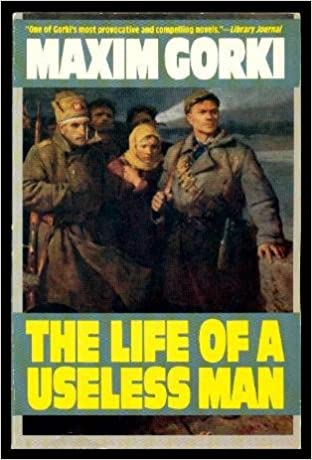 "One of Gorki's most provocative and compelling novels."—Library Journal
MAXIM GORKI
THE LIFE OF A
USELESS MAN